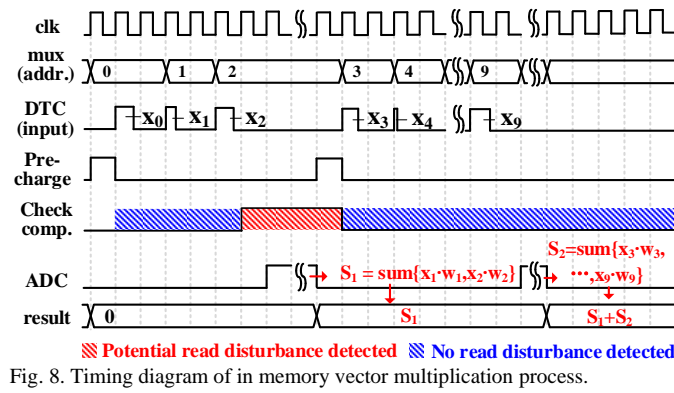 clk
mux
(addr.)
0 1 2 3 4 9
DTC
(input)
x₀ x₁ x₂ x₃ x₄ x₉
Pre-
charge
Check
comp.
ADC
S₁ = sum{x₁·w₁,x₂·w₂}
S₂=sum{x₃·w₃,
···,x₉·w₉}
result
0 S₁ S₁+S₂
Potential read disturbance detected No read disturbance detected
Fig. 8. Timing diagram of in memory vector multiplication process.